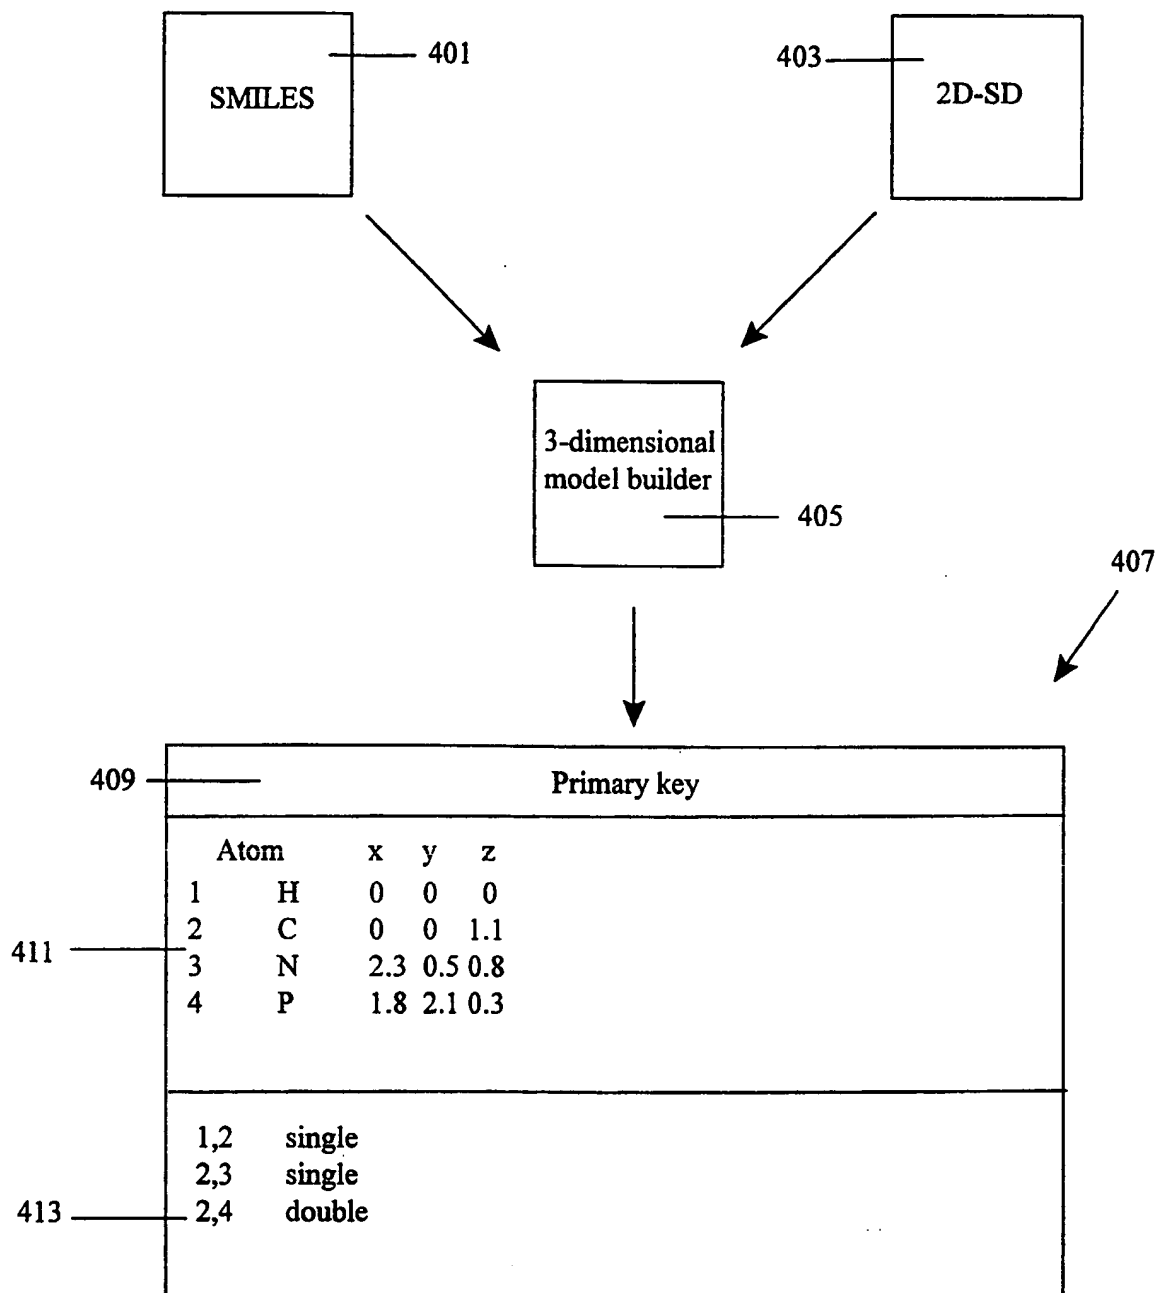 401
403
SMILES
2D-SD
3-dimensional
model builder
405
407
409
Primary key
Atom x y z
1 H 0 0 0
2 C 0 0 1.1
411
3 N 2.3 0.5 0.8
4 P 1.8 2.1 0.3
1,2 single
2,3 single
413
2,4 double